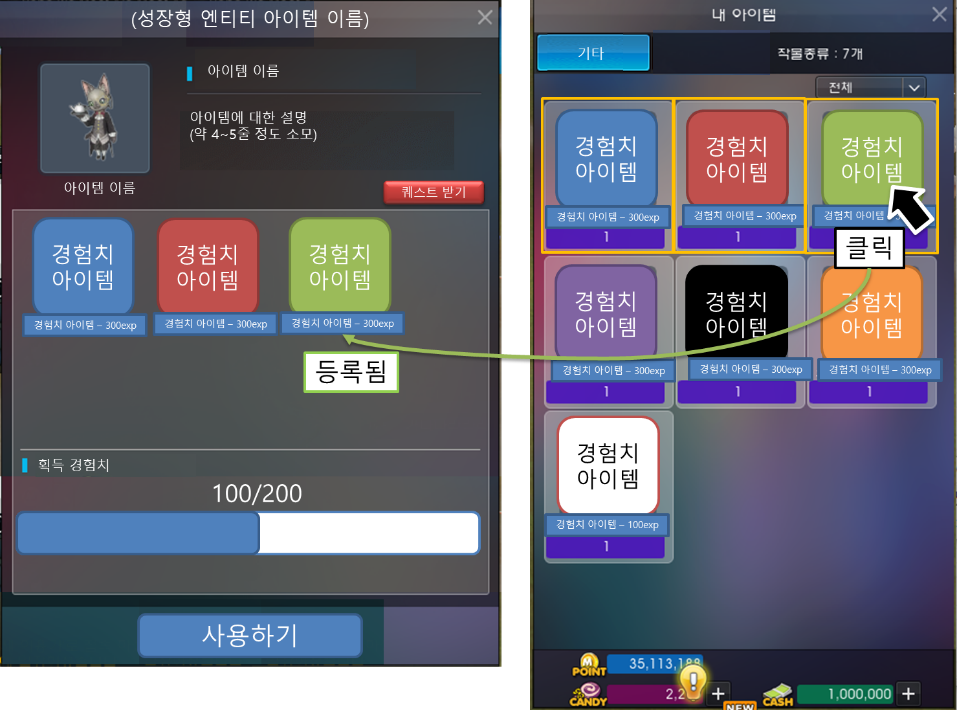 (성장형 엔티티 아이템 이름)
아이템 이름
아이템에 대한 설명
(약 4~5줄 정도 소모)
아이템 이름
퀘스트 받기
경험치
아이템
경험치 아이템 – 300exp
경험치
아이템
경험치 아이템 – 300exp
경험치
아이템
경험치 아이템 – 300exp
등록됨
획득 경험치
100/200
사용하기
내 아이템
기타
작물종류 : 7개
전체
경험치
아이템
경험치 아이템 – 300exp
1
경험치
아이템
경험치 아이템 – 300exp
1
경험치
아이템
경험치 아이템 – 300exp
클릭
경험치
아이템
경험치 아이템 – 300exp
1
경험치
아이템
경험치 아이템 – 300exp
1
경험치
아이템
경험치 아이템 – 300exp
1
경험치
아이템
경험치 아이템 – 100exp
1
M
POINT
CANDY
NEW
CASH
1,000,000